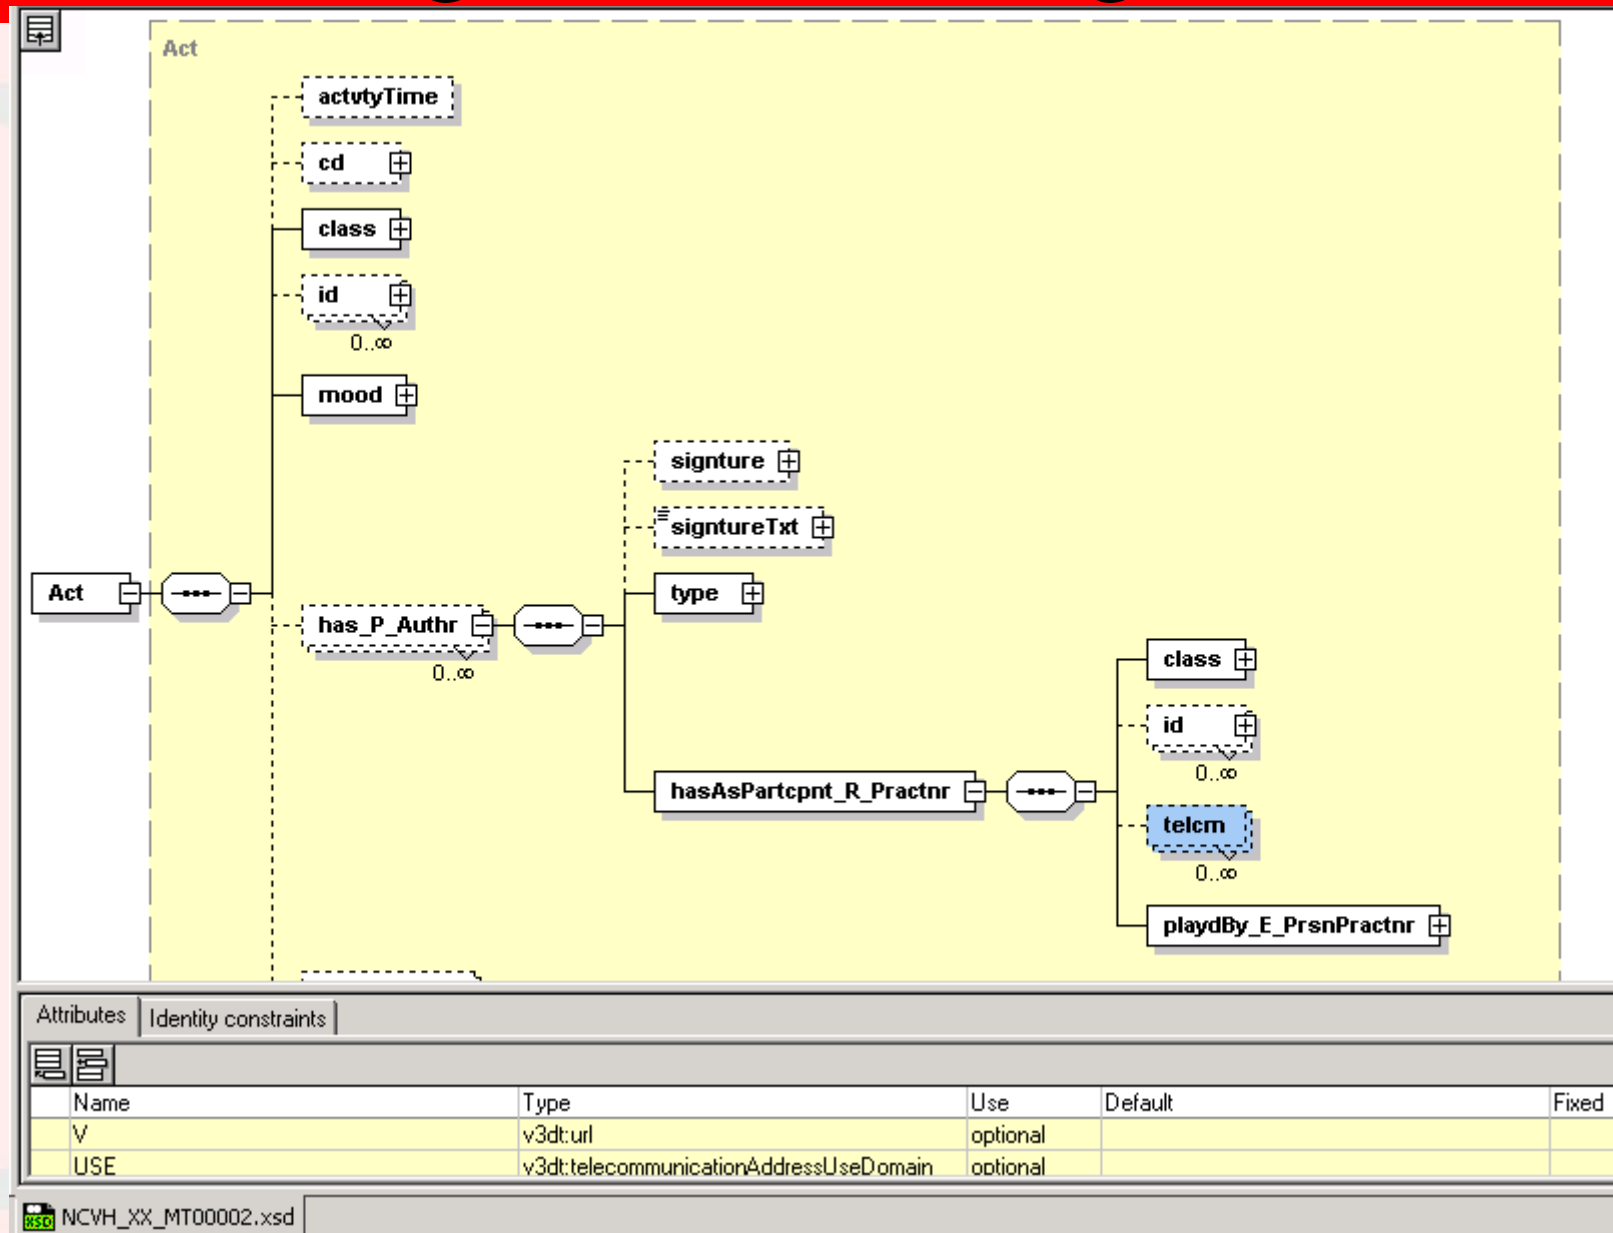 Act
actvtyTime
cd
class
id
0..∞
mood
signture
signtureTxt
Act
type
has_P_Authr
0..∞
class
id
0..∞
hasAsPartcpnt_R_Practnr
telcm
0..∞
playdBy_E_PrsnPractnr
Attributes Identity constraints
Name Type Use Default Fixed
V v3dt:url optional
USE v3dt:telecommunicationAddressUseDomain optional
XSD NCVH_XX_MT00002.xsd